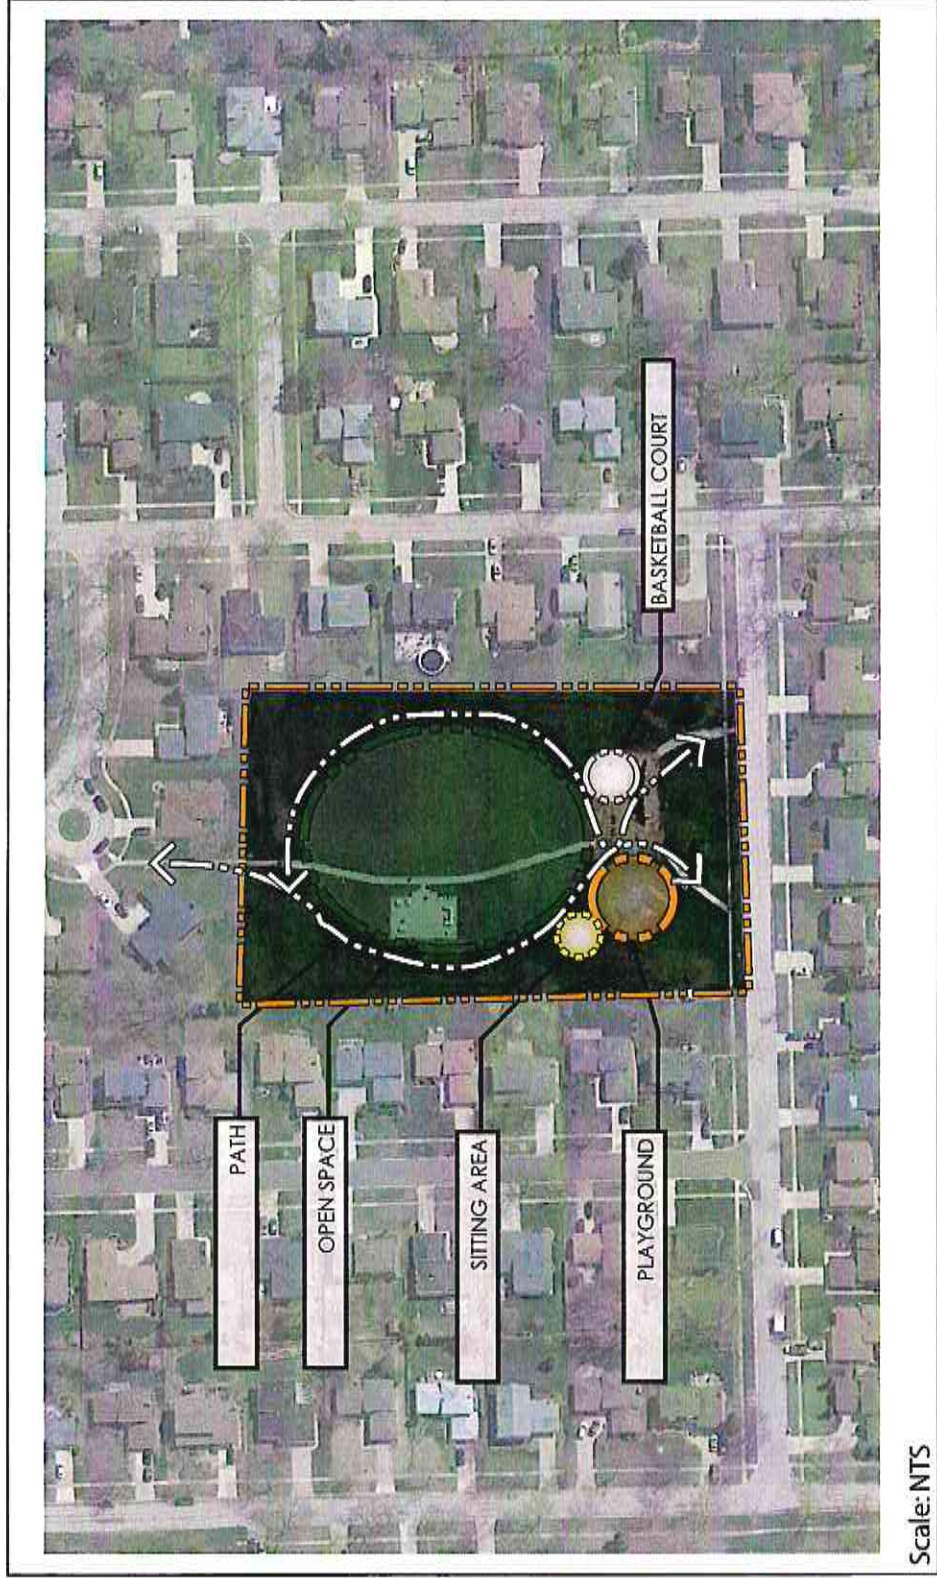 PATH
OPEN SPACE
SITTING AREA
PLAYGROUND
BASKETBALL COURT
Scale: NTS